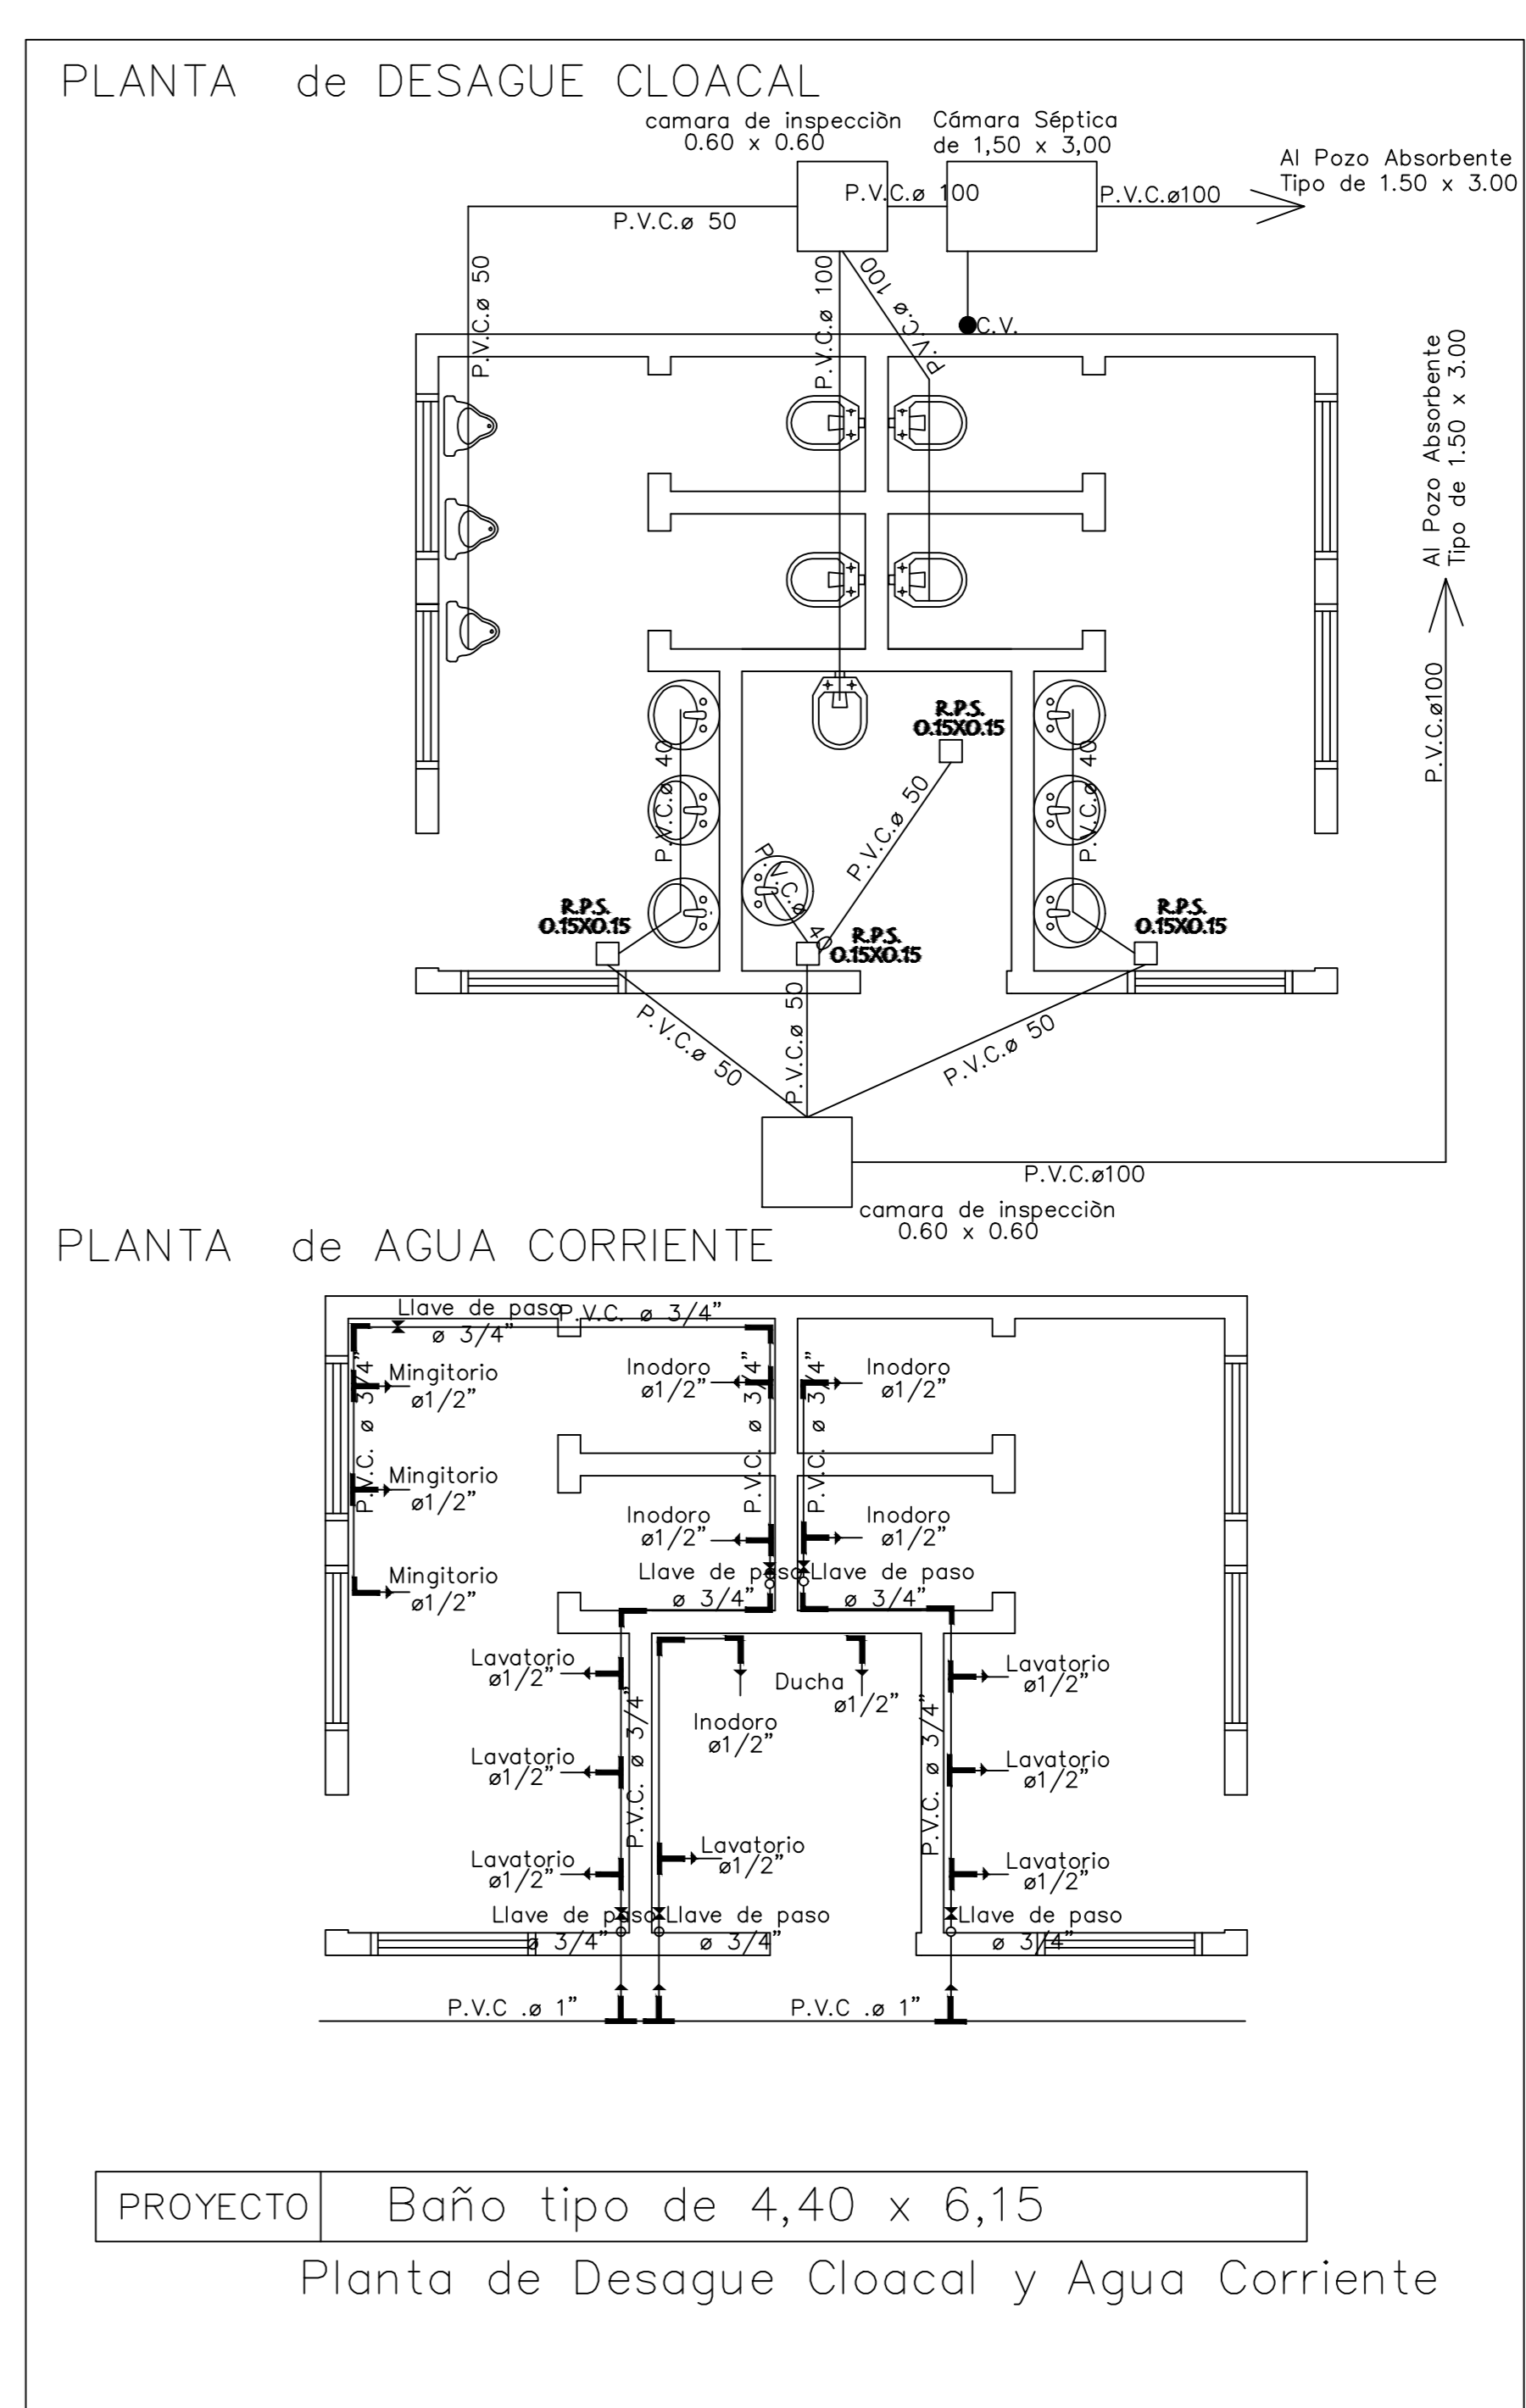 PLANTA de DESAGUE CLOACAL
camara de inspecciòn
0.60 x 0.60
Cámara Séptica
de 1,50 x 3,00
Al Pozo Absorbente
Tipo de 1.50 x 3.00
P.V.C.ø 100
P.V.C.ø100
P.V.C.ø 50
P.V.C.ø 50
P.V.C.ø 100
P.V.C.ø 100
C.V.
Al Pozo Absorbente
Tipo de 1.50 x 3.00
P.V.C.ø100
R.P.S.
0.15X0.15
P.V.C.ø 40
P.V.C.ø 50
P.V.C.ø 40
P.V.C.ø 40
R.P.S.
0.15X0.15
R.P.S.
0.15X0.15
R.P.S.
0.15X0.15
P.V.C.ø 50
P.V.C.ø 50
P.V.C.ø 50
P.V.C.ø100
camara de inspecciòn
0.60 x 0.60
PLANTA de AGUA CORRIENTE
Llave de paso
ø 3/4"
P.V.C. ø 3/4"
P.V.C. ø 3/4"
Mingitorio
ø1/2"
Inodoro
ø1/2"
P.V.C. ø 3/4"
P.V.C. ø 3/4"
Inodoro
ø1/2"
Mingitorio
ø1/2"
Inodoro
ø1/2"
Inodoro
ø1/2"
Llave de paso
ø 3/4"
Llave de paso
ø 3/4"
Mingitorio
ø1/2"
Lavatorio
ø1/2"
Ducha
ø1/2"
Lavatorio
ø1/2"
Inodoro
ø1/2"
P.V.C. ø 3/4"
P.V.C. ø 3/4"
Lavatorio
ø1/2"
Lavatorio
ø1/2"
Lavatorio
ø1/2"
Lavatorio
ø1/2"
Lavatorio
ø1/2"
Llave de paso
ø 3/4"
Llave de paso
ø 3/4"
Llave de paso
ø 3/4"
P.V.C .ø 1"
P.V.C .ø 1"
PROYECTO
Baño tipo de 4,40 x 6,15
Planta de Desague Cloacal y Agua Corriente